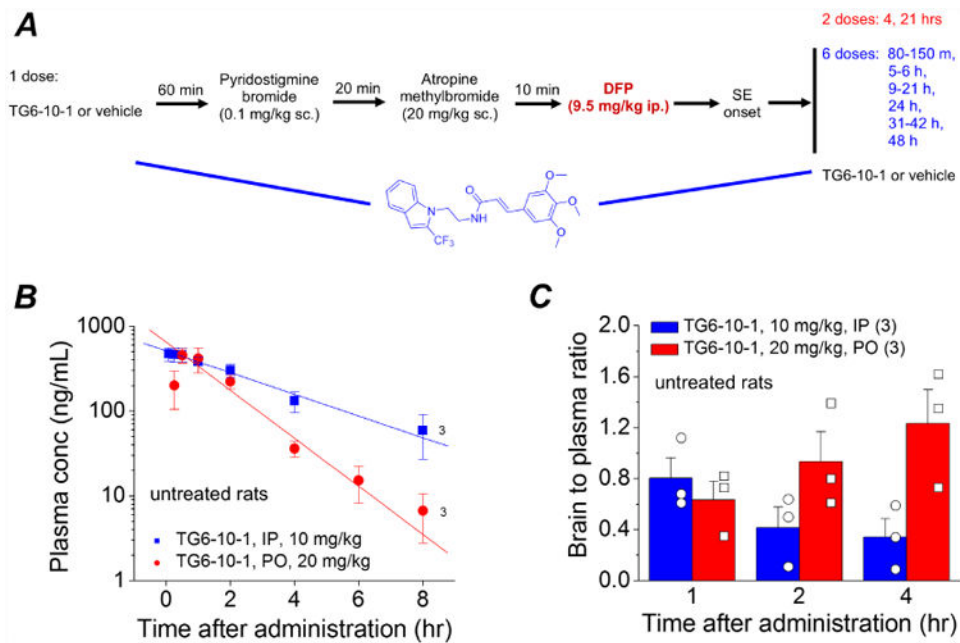 A
1 dose:
TG6-10-1 or vehicle
60 min
Pyridostigmine
bromide
(0.1 mg/kg sc.)
20 min
Atropine
methylbromide
(20 mg/kg sc.)
10 min
DFP
(9.5 mg/kg ip.)
SE
onset
2 doses: 4, 21 hrs
6 doses: 80-150 m,
5-6 h,
9-21 h,
24 h,
31-42 h,
48 h
TG6-10-1 or vehicle
N
CF3
O
NH
O
O
O
B
Plasma conc (ng/mL)
1000
100
10
1
3
3
untreated rats
TG6-10-1, IP, 10 mg/kg
TG6-10-1, PO, 20 mg/kg
0 2 4 6 8
Time after administration (hr)
C
Brain to plasma ratio
2.0
1.6
1.2
0.8
0.4
0.0
TG6-10-1, 10 mg/kg, IP (3)
TG6-10-1, 20 mg/kg, PO (3)
untreated rats
1 2 4
Time after administration (hr)